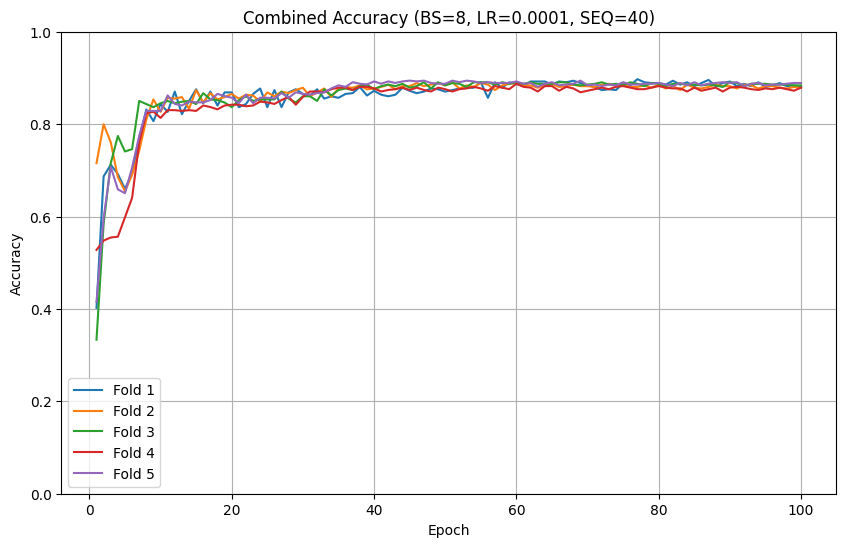 Combined Accuracy (BS=8, LR=0.0001, SEQ=40)
1.0
0.8
0.6
0.4
0.2
0.0
Accuracy
Fold 1
Fold 2
Fold 3
Fold 4
Fold 5
0 20 40 60 80 100
Epoch